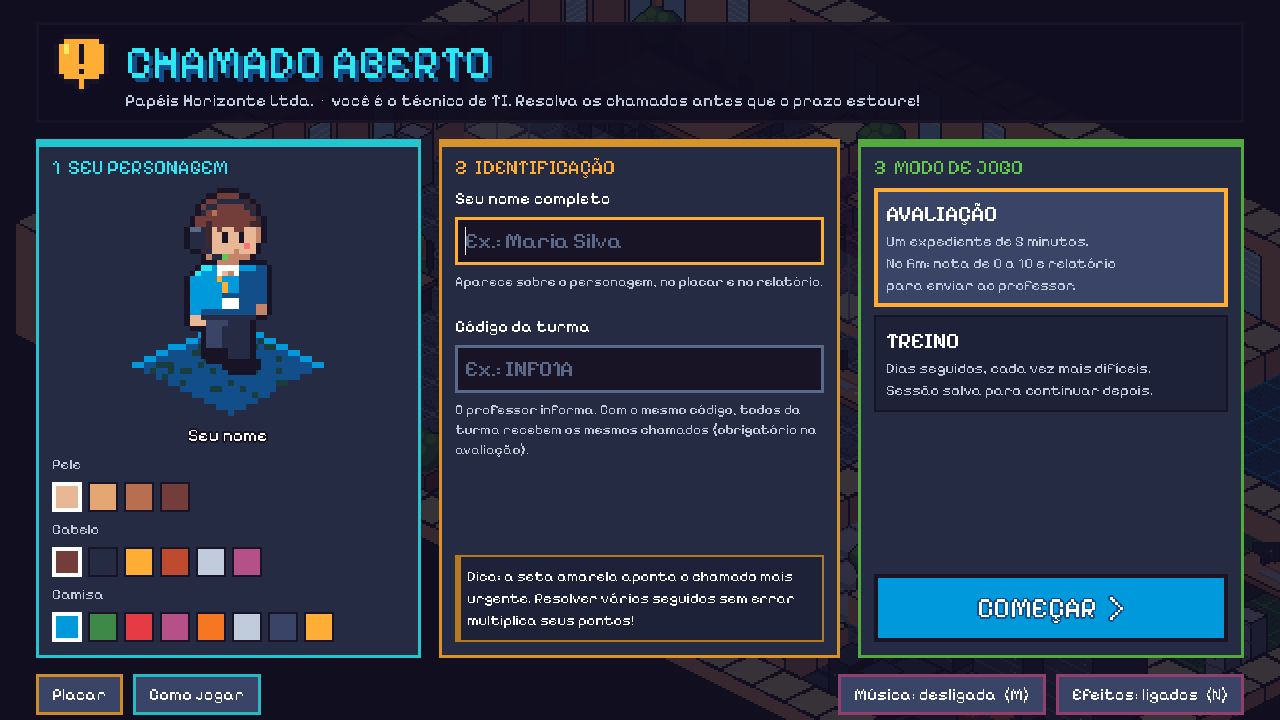 !
CHAMADO ABERTO
Papéis Horizonte Ltda. · você é o técnico de TI. Resolva os chamados antes que o prazo estoure!
1 SEU PERSONAGEM
Seu nome
Pele
Cabelo
Camisa
2 IDENTIFICAÇÃO
Seu nome completo
Ex.: Maria Silva
Aparece sobre o personagem, no placar e no relatório.
Código da turma
Ex.: INFO1A
O professor informa. Com o mesmo código, todos da
turma recebem os mesmos chamados (obrigatório na
avaliação).
Dica: a seta amarela aponta o chamado mais
urgente. Resolver vários seguidos sem errar
multiplica seus pontos!
3 MODO DE JOGO
AVALIAÇÃO
Um expediente de 8 minutos.
No fim: nota de 0 a 10 e relatório
para enviar ao professor.
TREINO
Dias seguidos, cada vez mais difíceis.
Sessão salva para continuar depois.
COMEÇAR >
Placar
Como jogar
Música: desligada (M)
Efeitos: ligados (N)